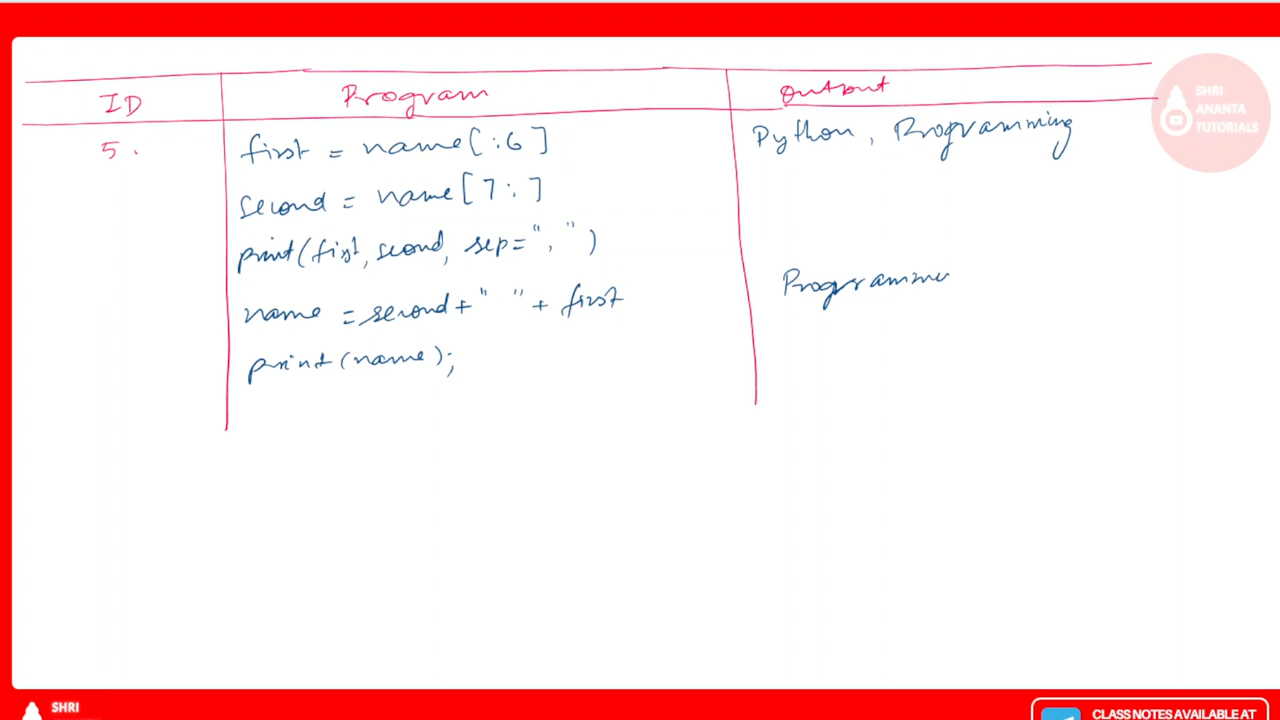 ID Program Output
5. first = name[:6] Python, Programming
second = name[7:]
print(first, second, sep=",")
name = second+" "+ first Programme
print(name);
SHRI
ANANTA
TUTORIALS
SHRI
CLASS NOTES AVAILABLE AT